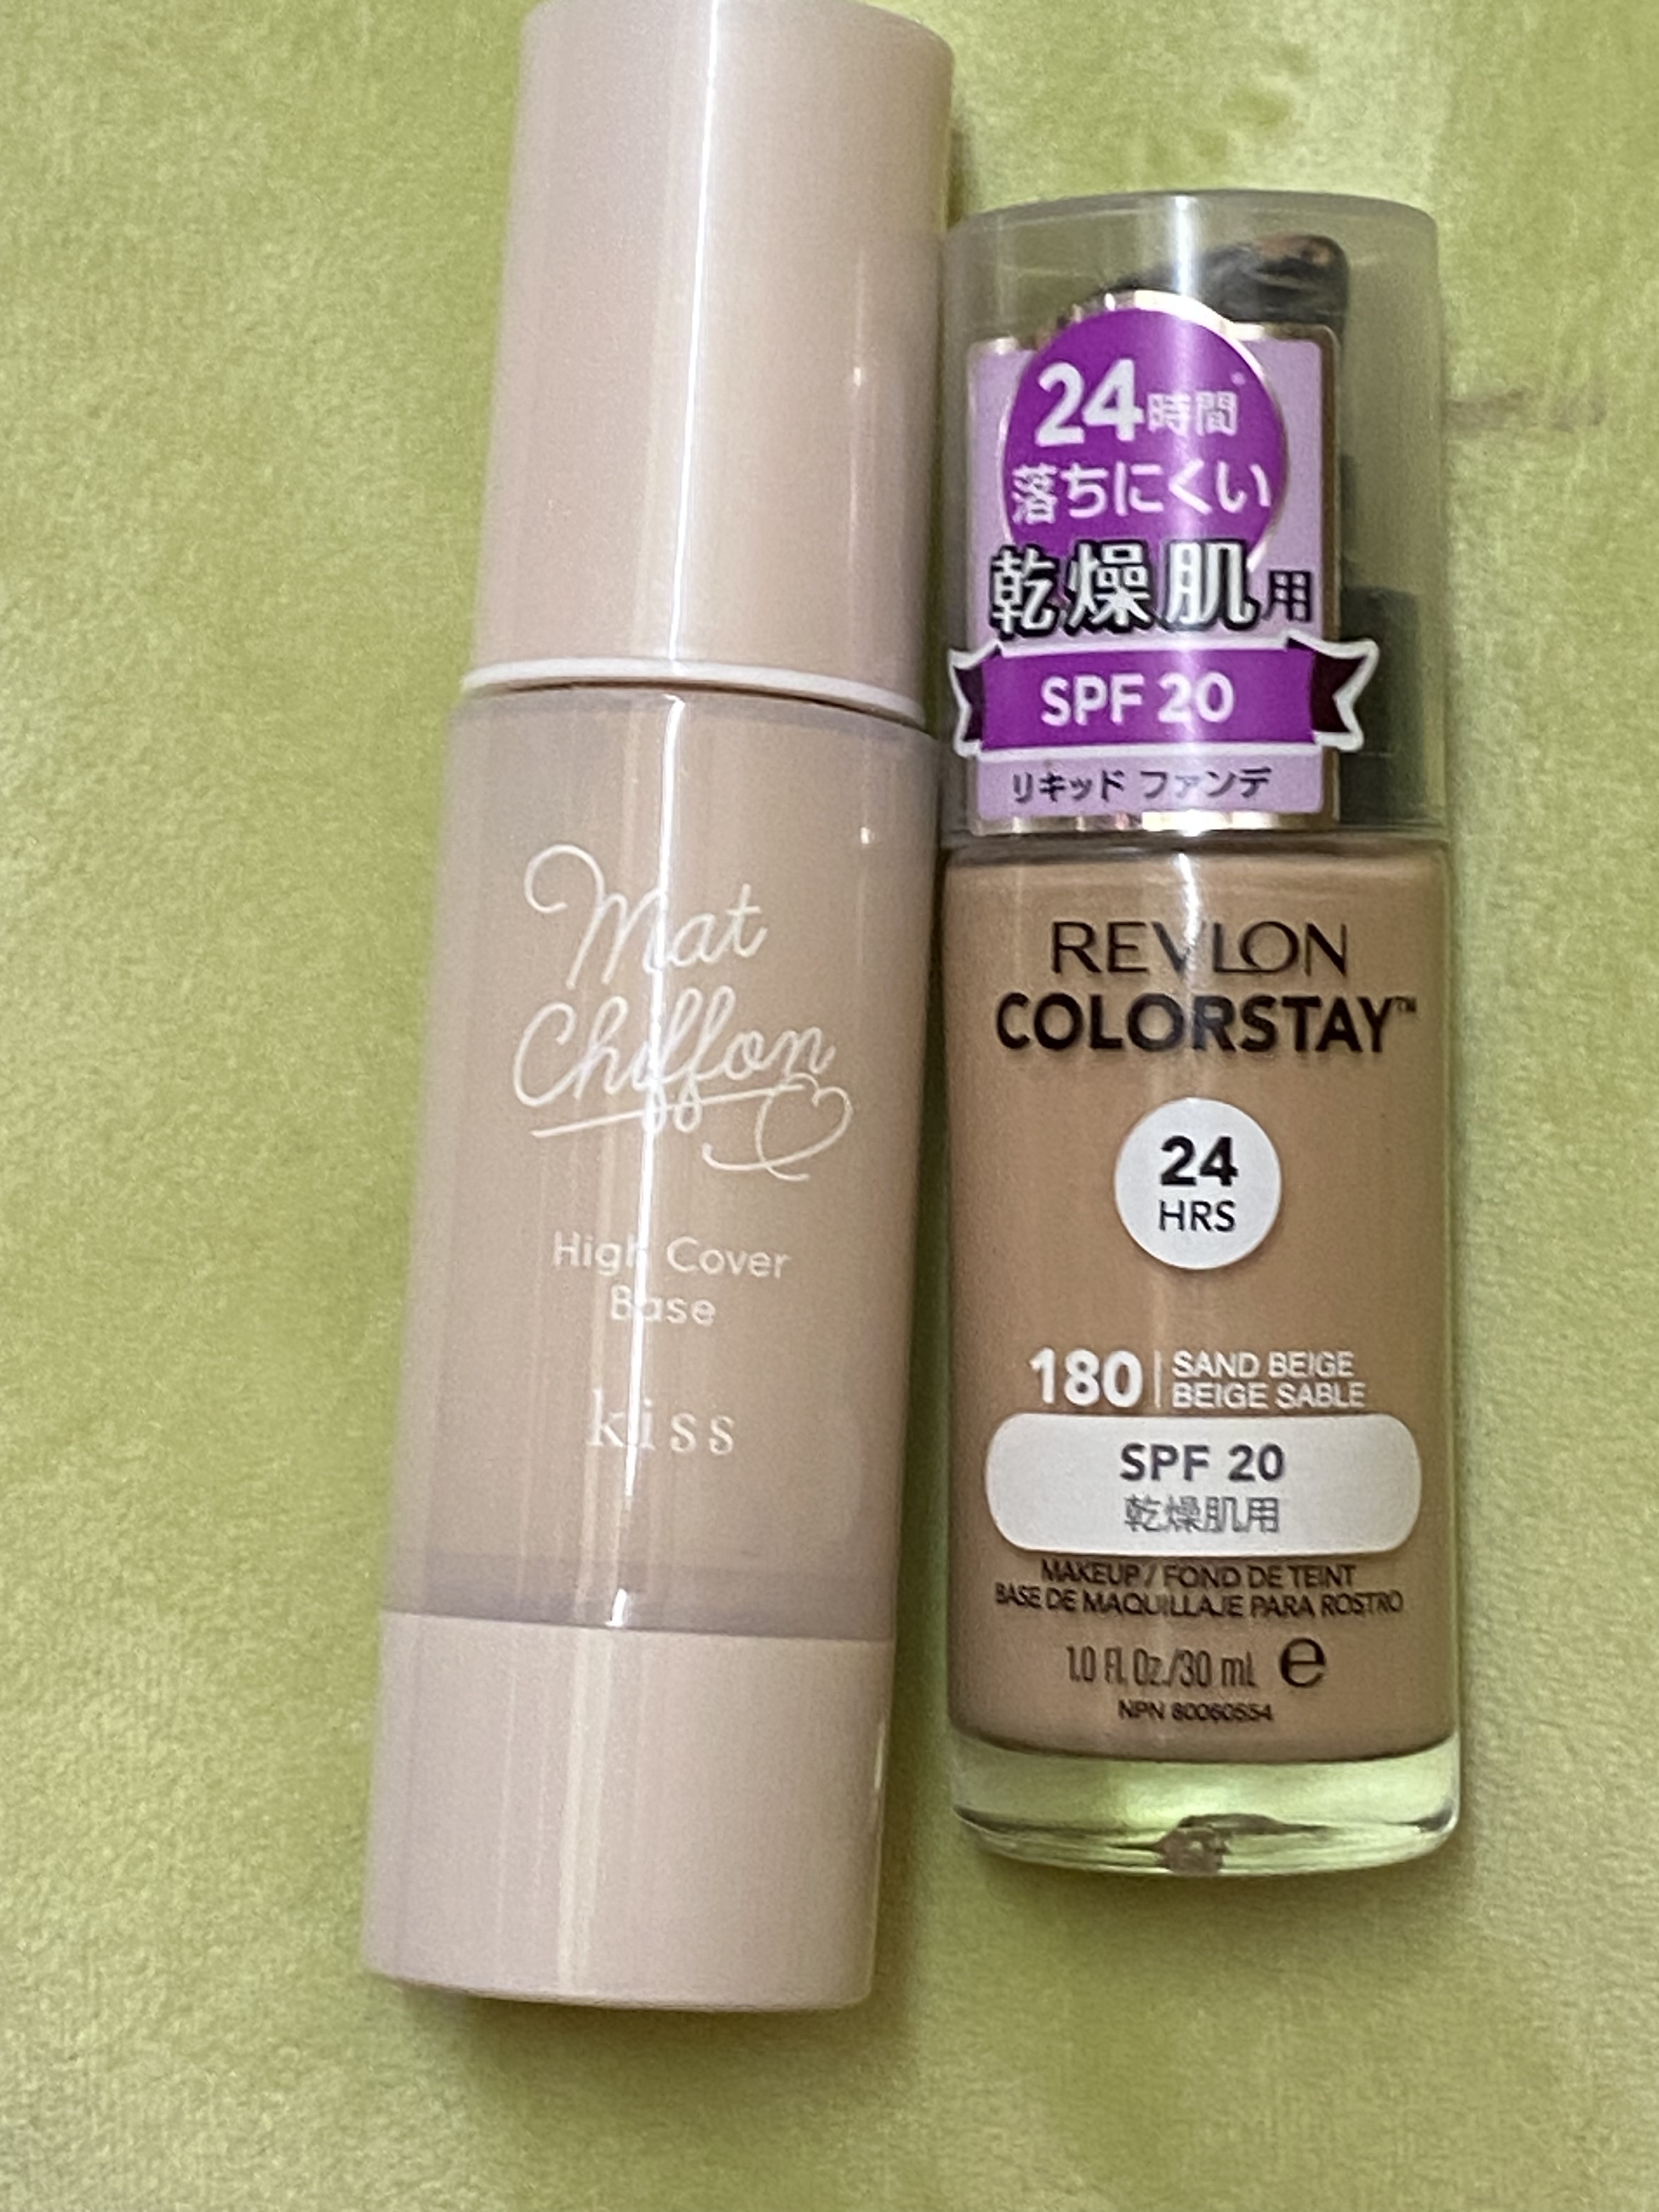 Mat
Chiffon
High Cover
Base
kiss
24時間
落ちにくい
乾燥肌用
SPF 20
リキッド ファンデ
REVLON
COLORSTAY™
24
HRS
180 | SAND BEIGE
BEIGE SABLE
SPF 20
乾燥肌用
MAKEUP / FOND DE TEINT
BASE DE MAQUILLAJE PARA ROSTRO
1.0 Fl. Oz./30 mL e
NPN 80060554